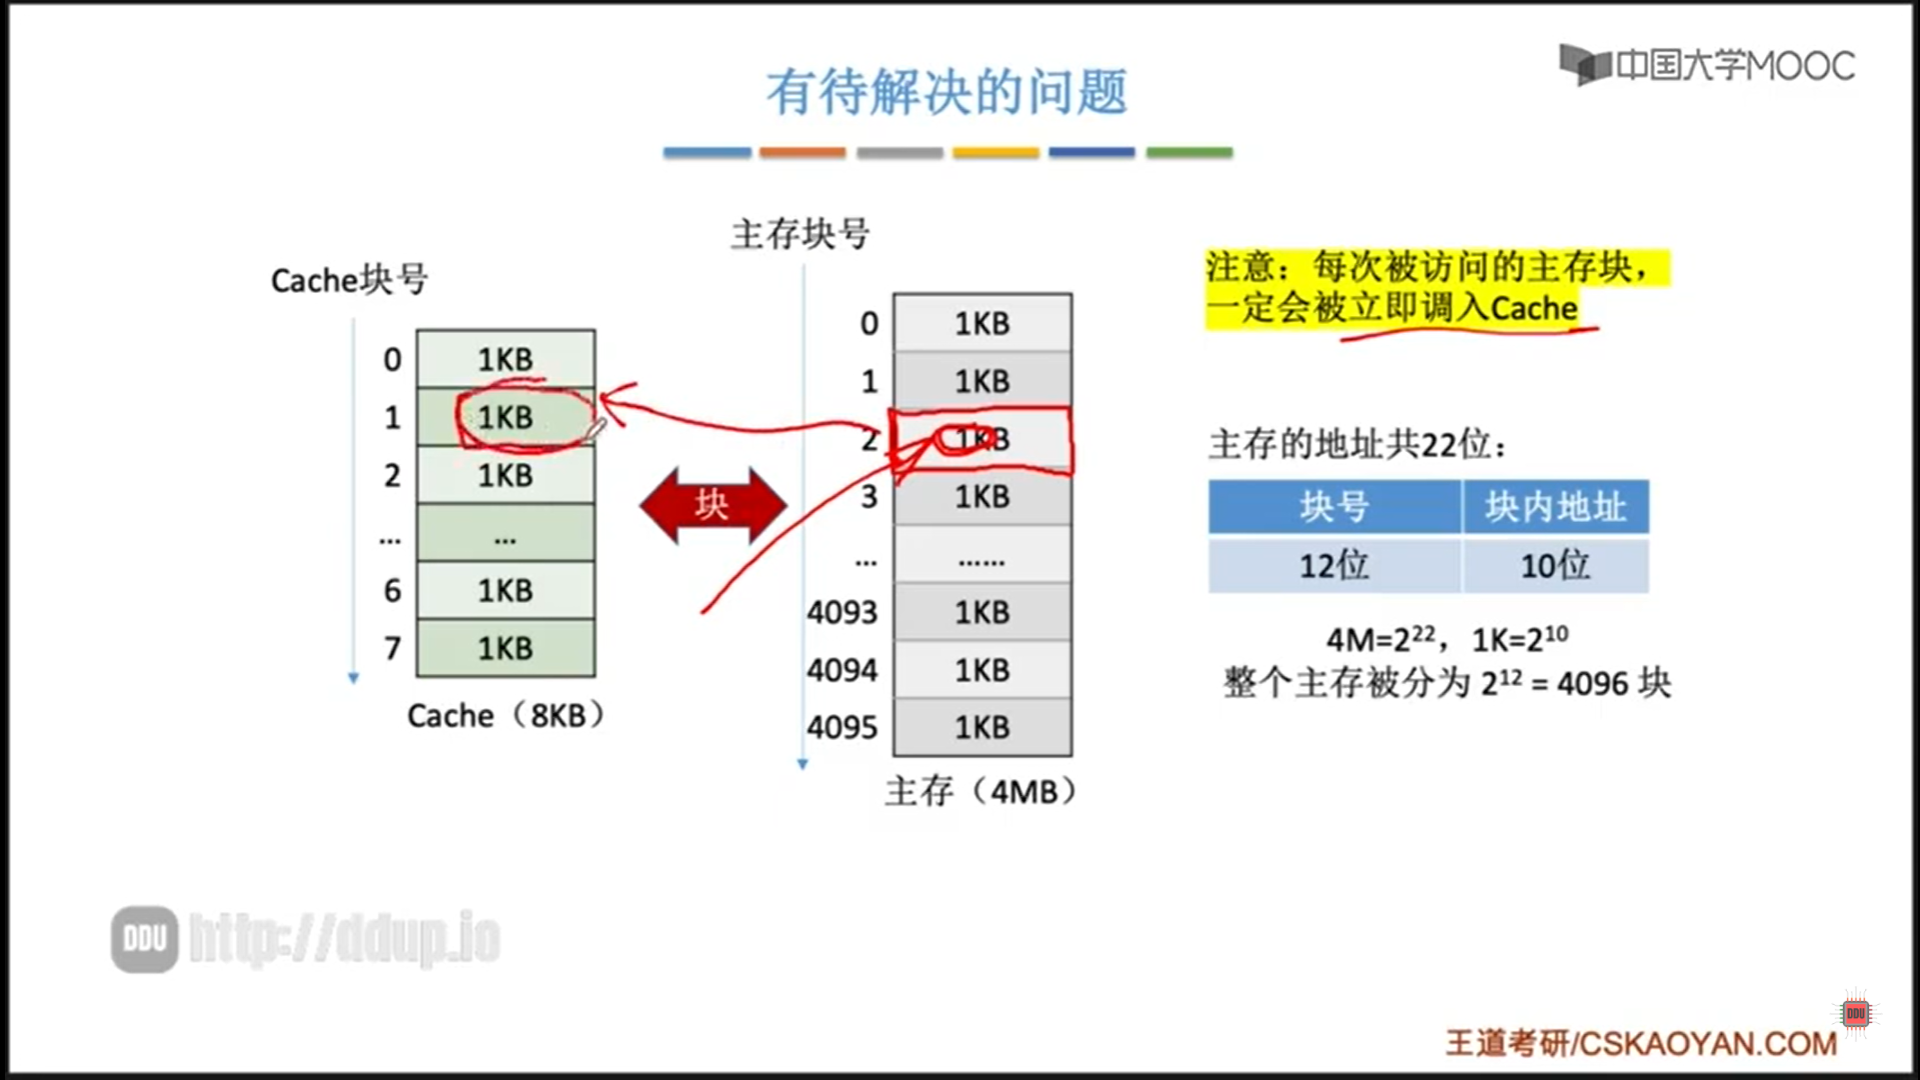 中国大学MOOC
有待解决的问题
主存块号
Cache块号
0 1KB
1 1KB
2 1KB
... ...
6 1KB
7 1KB
Cache（8KB）
块
0 1KB
1 1KB
2 1KB
3 1KB
... ......
4093 1KB
4094 1KB
4095 1KB
主存（4MB）
注意：每次被访问的主存块，
一定会被立即调入Cache
主存的地址共22位：
块号 块内地址
12位 10位
4M=2²²，1K=2¹⁰
整个主存被分为 2¹² = 4096 块
DDU http://ddup.io
DDU
王道考研/CSKAOYAN.COM